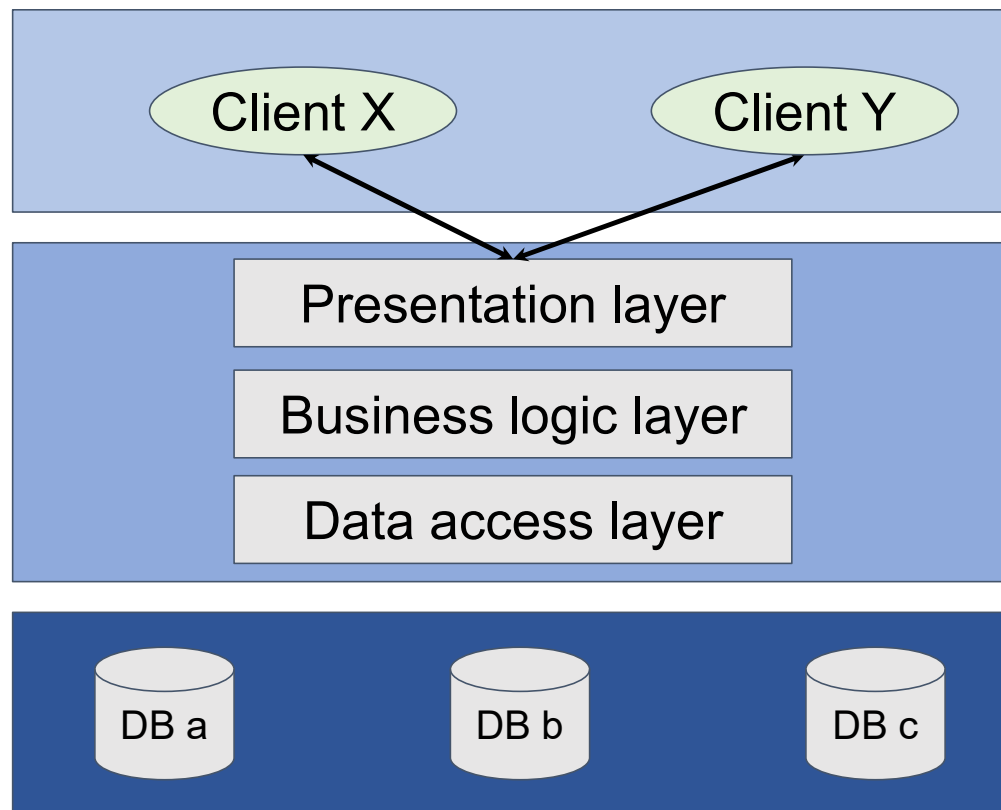 Client X
Client Y
Presentation layer
Business logic layer
Data access layer
DB a
DB b
DB c